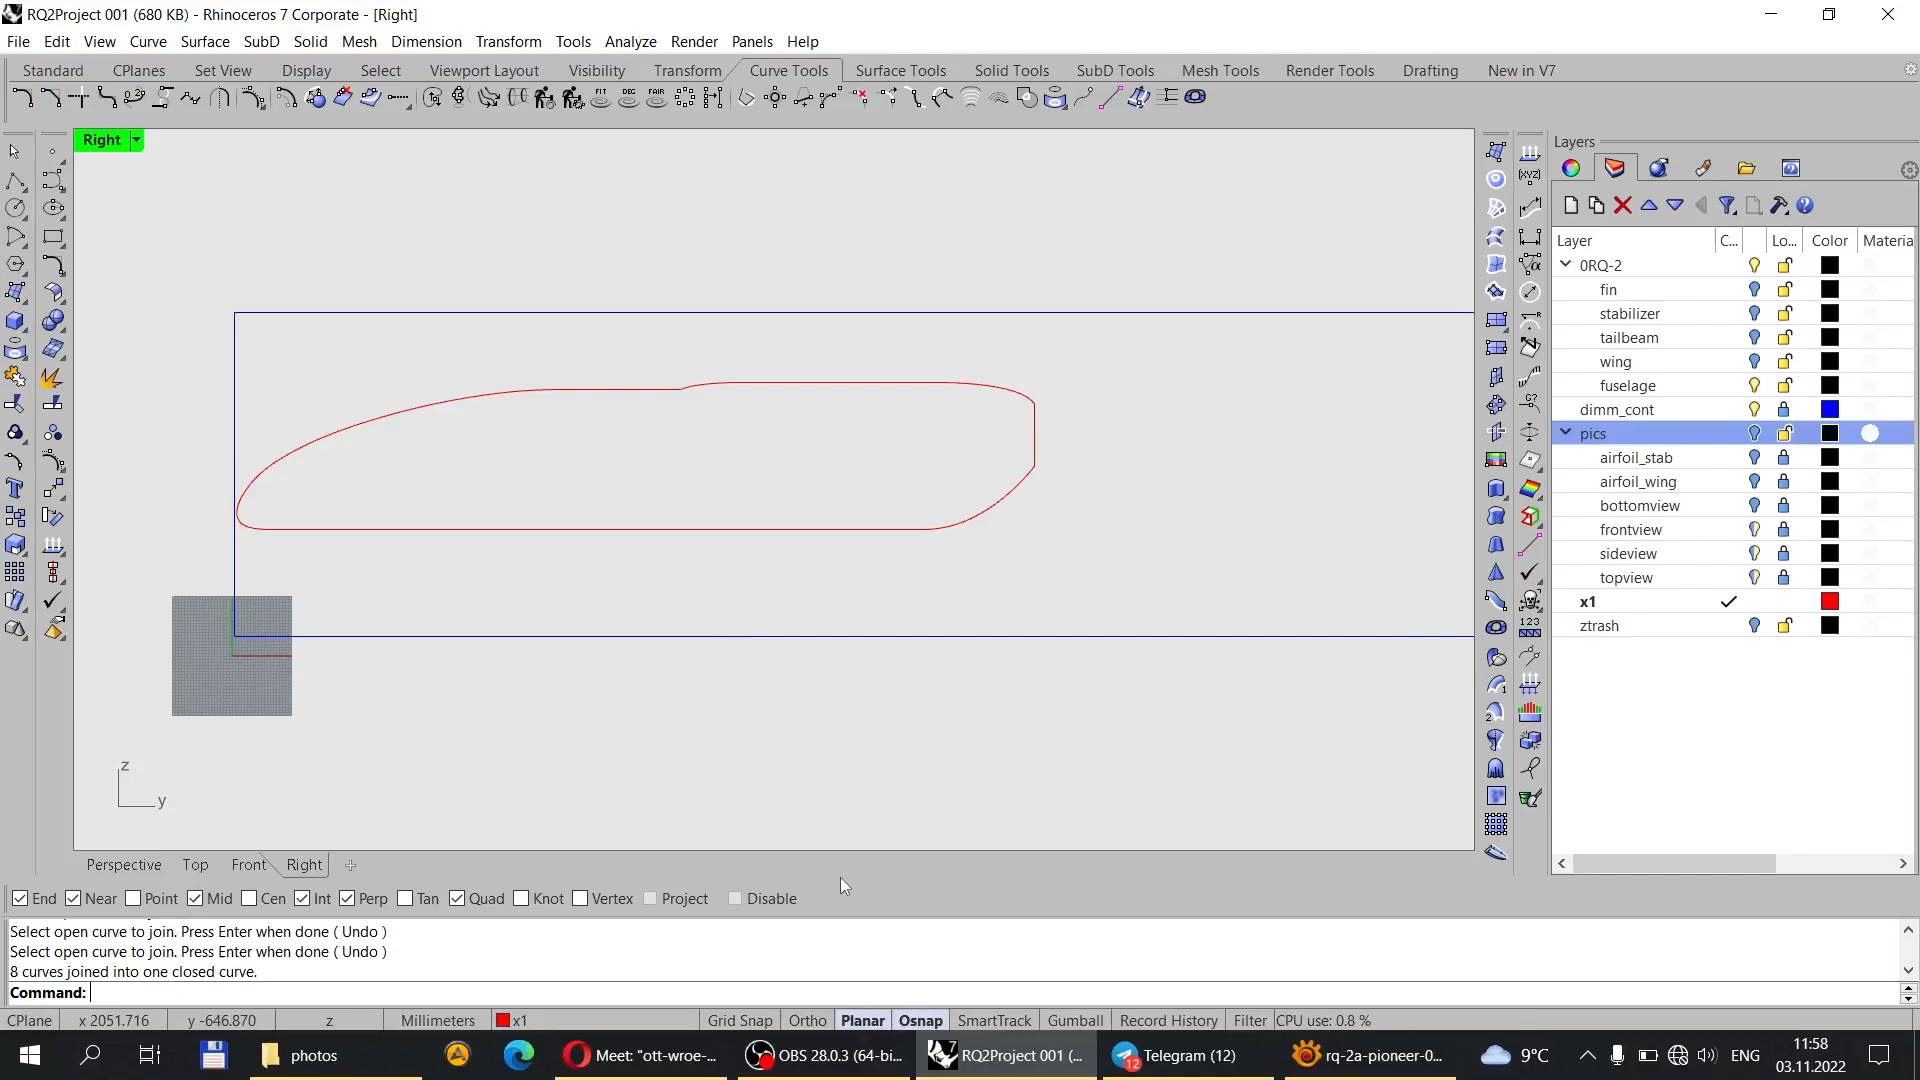 RQ2Project 001 (680 KB) - Rhinoceros 7 Corporate - [Right]
File Edit View Curve Surface SubD Solid Mesh Dimension Transform Tools Analyze Render Panels Help
Standard CPlanes Set View Display Select Viewport Layout Visibility Transform Curve Tools Surface Tools Solid Tools SubD Tools Mesh Tools Render Tools Drafting New in V7
Right
Layers
Layer C... Lo... Color Materia
0RQ-2
fin
stabilizer
tailbeam
wing
fuselage
dimm_cont
pics
airfoil_stab
airfoil_wing
bottomview
frontview
sideview
topview
x1
ztrash
z
y
Perspective Top Front Right
End Near Point Mid Cen Int Perp Tan Quad Knot Vertex Project Disable
Select open curve to join. Press Enter when done ( Undo )
Select open curve to join. Press Enter when done ( Undo )
8 curves joined into one closed curve.
Command:
CPlane x 2051.716 y -646.870 z Millimeters x1 Grid Snap Ortho Planar Osnap SmartTrack Gumball Record History Filter CPU use: 0.8 %
photos Meet: "ott-wroe-... OBS 28.0.3 (64-bi... RQ2Project 001 (... 12 Telegram (12) rq-2a-pioneer-0... 9°C ENG 11:58
03.11.2022